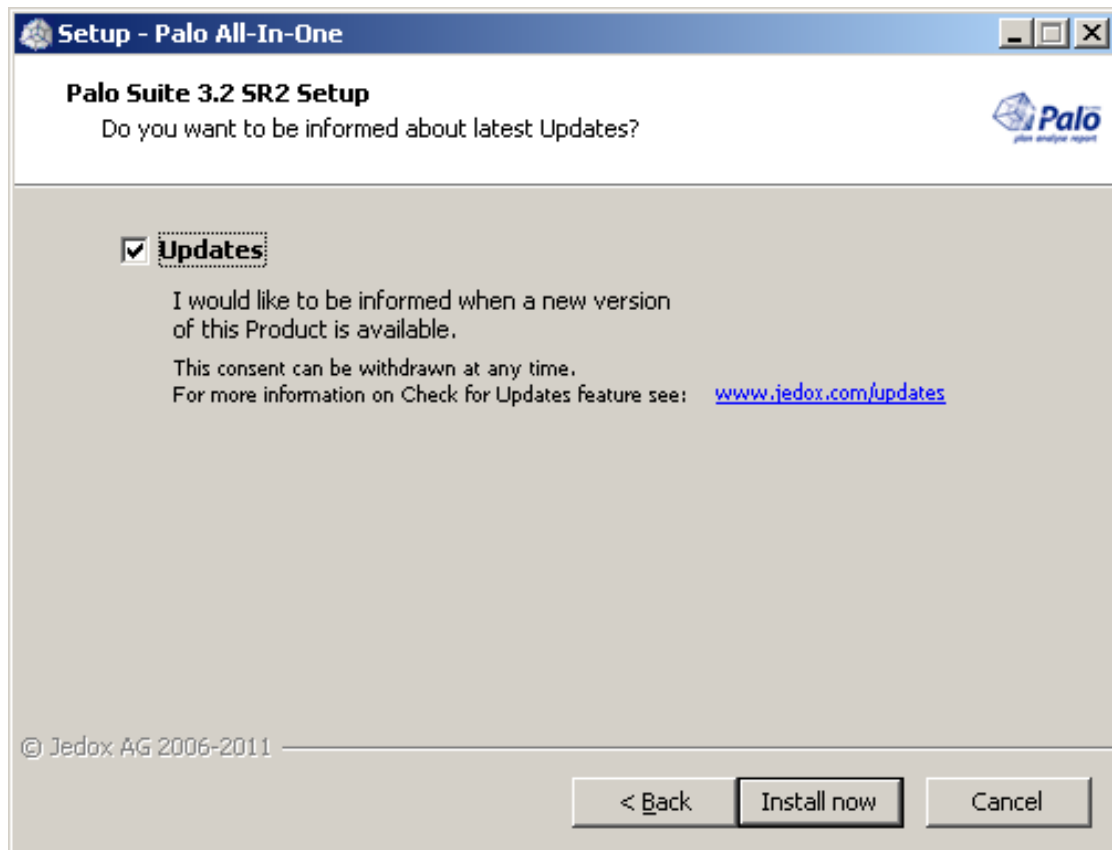 Setup - Palo All-In-One
Palo Suite 3.2 SR2 Setup
Do you want to be informed about latest Updates?
Palo
plan analyse report
Updates
I would like to be informed when a new version
of this Product is available.
This consent can be withdrawn at any time.
For more information on Check for Updates feature see: www.jedox.com/updates
© Jedox AG 2006-2011
< Back Install now Cancel